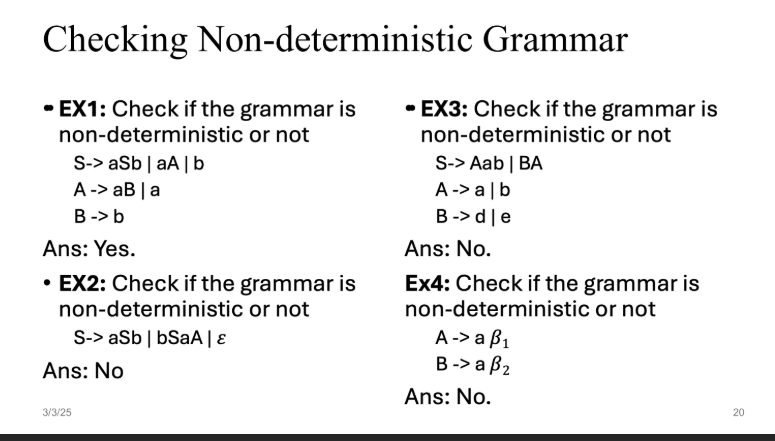 Checking Non-deterministic Grammar
• EX1: Check if the grammar is
non-deterministic or not
S-> aSb | aA | b
A -> aB | a
B -> b
Ans: Yes.
• EX2: Check if the grammar is
non-deterministic or not
S-> aSb | bSaA | ε
Ans: No
• EX3: Check if the grammar is
non-deterministic or not
S-> Aab | BA
A -> a | b
B -> d | e
Ans: No.
Ex4: Check if the grammar is
non-deterministic or not
A -> a β₁
B -> a β₂
Ans: No.
3/3/25
20